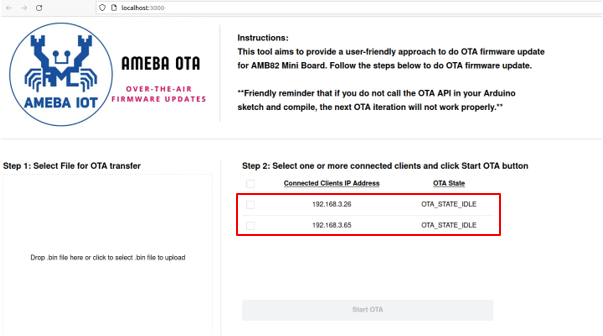 localhost:3000
AMEBA IOT
AMEBA OTA
OVER-THE-AIR
FIRMWARE UPDATES
Instructions:
This tool aims to provide a user-friendly approach to do OTA firmware update
for AMB82 Mini Board. Follow the steps below to do OTA firmware update.
**Friendly reminder that if you do not call the OTA API in your Arduino
sketch and compile, the next OTA iteration will not work properly.**
Step 1: Select File for OTA transfer
Drop .bin file here or click to select .bin file to upload
Step 2: Select one or more connected clients and click Start OTA button
Connected Clients IP Address OTA State
192.168.3.26 OTA_STATE_IDLE
192.168.3.65 OTA_STATE_IDLE
Start OTA